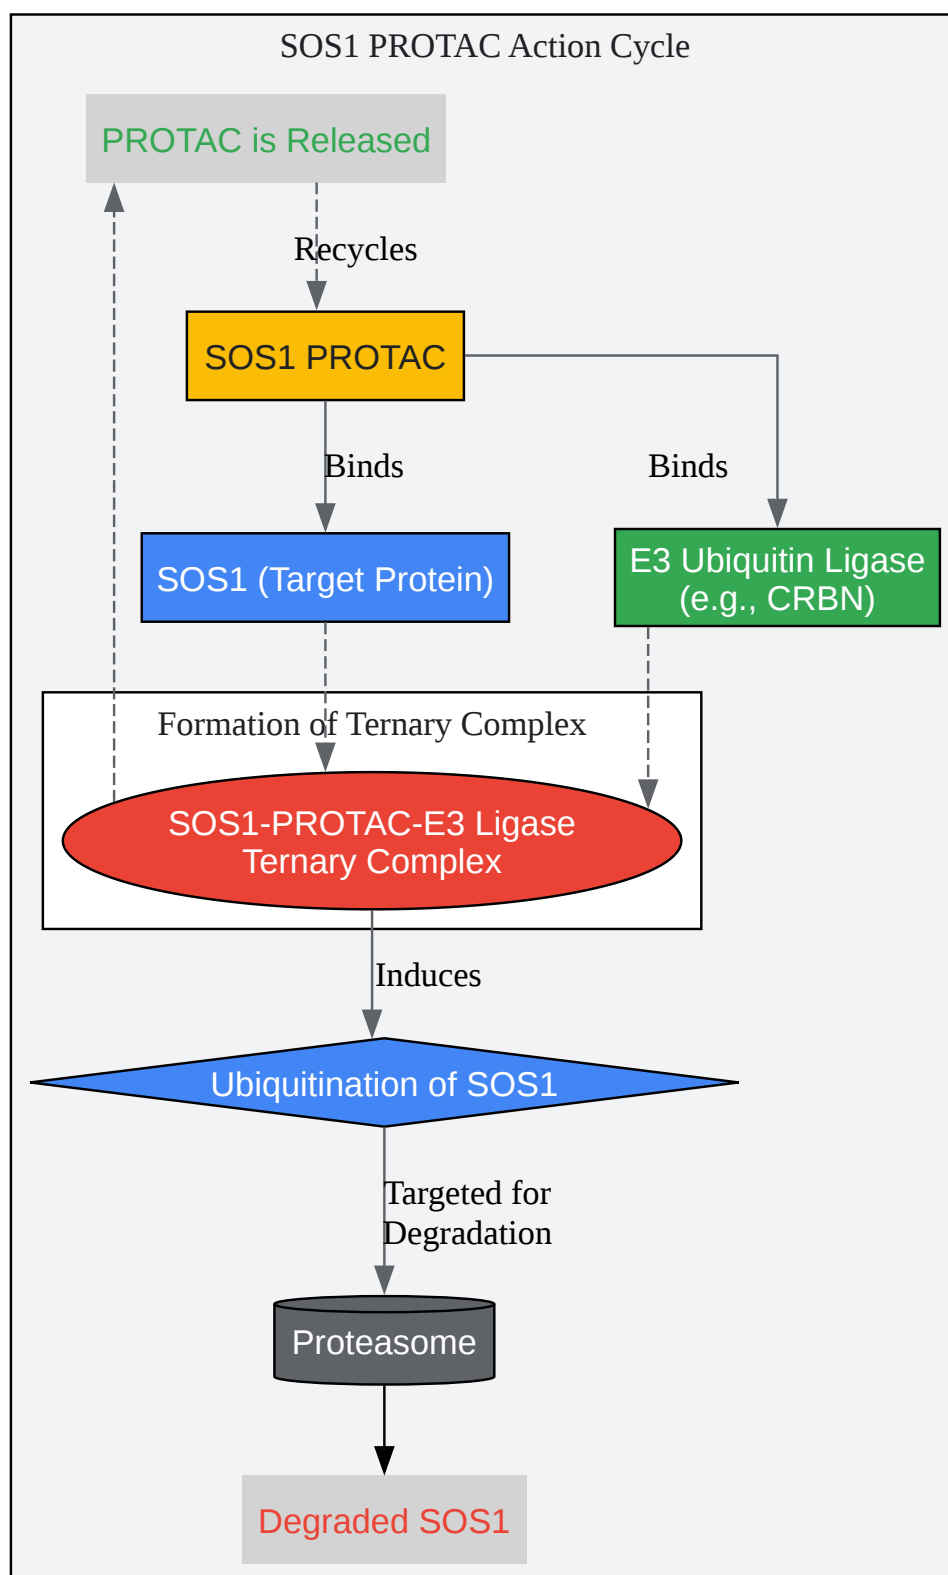 SOS1 PROTAC Action Cycle
PROTAC is Released
Recycles
SOS1 PROTAC
Binds
Binds
SOS1 (Target Protein)
E3 Ubiquitin Ligase
(e.g., CRBN)
Formation of Ternary Complex
SOS1-PROTAC-E3 Ligase
Ternary Complex
Induces
Ubiquitination of SOS1
Targeted for
Degradation
Proteasome
Degraded SOS1